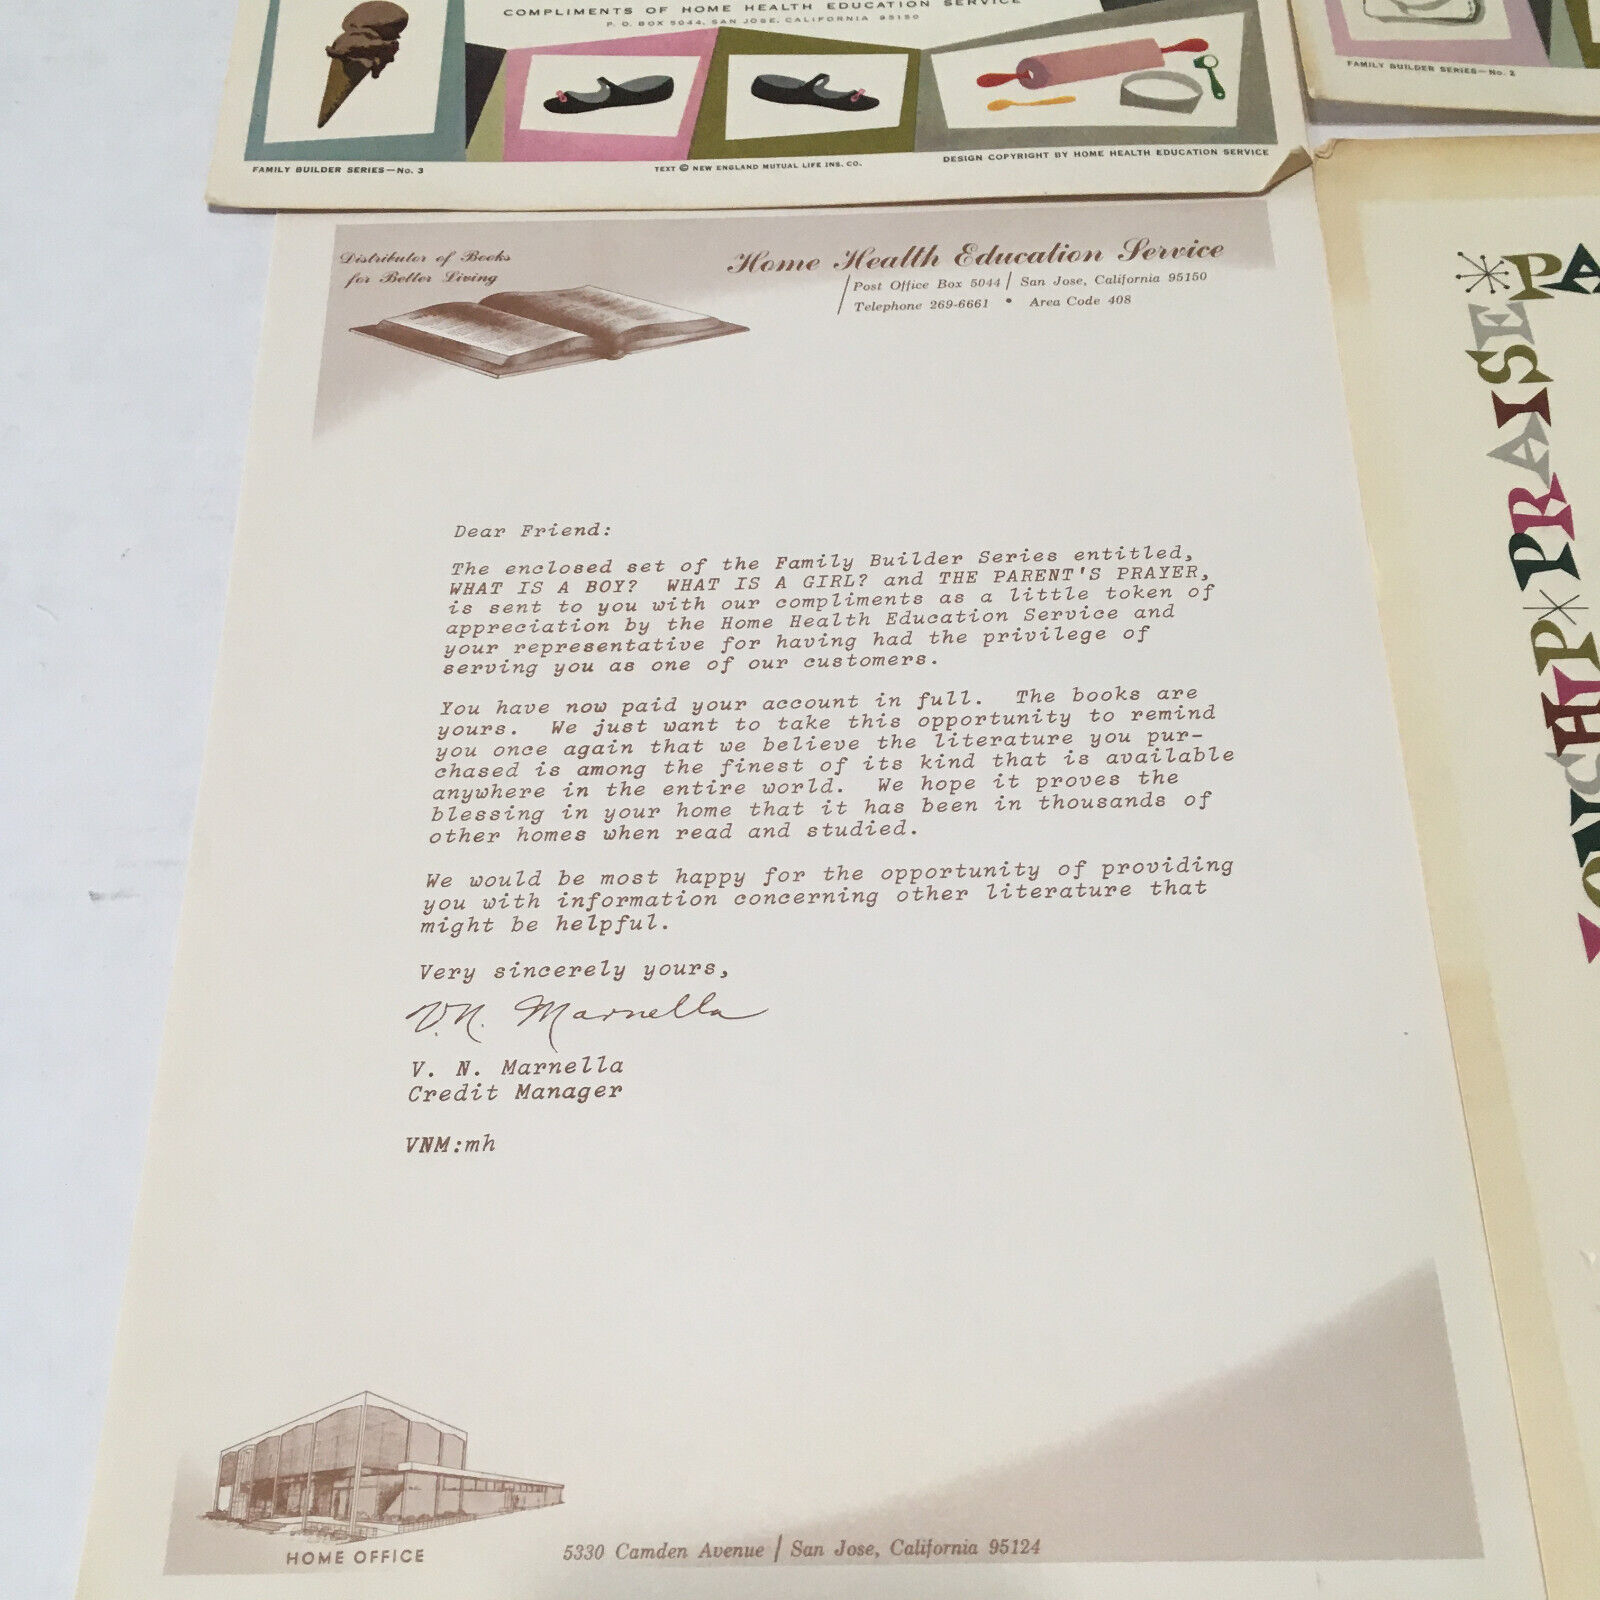 COMPLIMENTS OF HOME HEALTH EDUCATION SERVICE
P. O. BOX 5044, SAN JOSE, CALIFORNIA 95150
FAMILY BUILDER SERIES—No. 3
TEXT © NEW ENGLAND MUTUAL LIFE INS. CO.
DESIGN COPYRIGHT BY HOME HEALTH EDUCATION SERVICE
FAMILY BUILDER SERIES—No. 2
Distributor of Books
for Better Living
Home Health Education Service
Post Office Box 5044 / San Jose, California 95150
Telephone 269-6661 • Area Code 408
Dear Friend:
The enclosed set of the Family Builder Series entitled,
WHAT IS A BOY? WHAT IS A GIRL? and THE PARENT'S PRAYER,
is sent to you with our compliments as a little token of
appreciation by the Home Health Education Service and
your representative for having had the privilege of
serving you as one of our customers.
You have now paid your account in full. The books are
yours. We just want to take this opportunity to remind
you once again that we believe the literature you pur-
chased is among the finest of its kind that is available
anywhere in the entire world. We hope it proves the
blessing in your home that it has been in thousands of
other homes when read and studied.
We would be most happy for the opportunity of providing
you with information concerning other literature that
might be helpful.
Very sincerely yours,
V.N. Marnella
V. N. Marnella
Credit Manager
VNM:mh
HOME OFFICE
5330 Camden Avenue / San Jose, California 95124
PRAISE